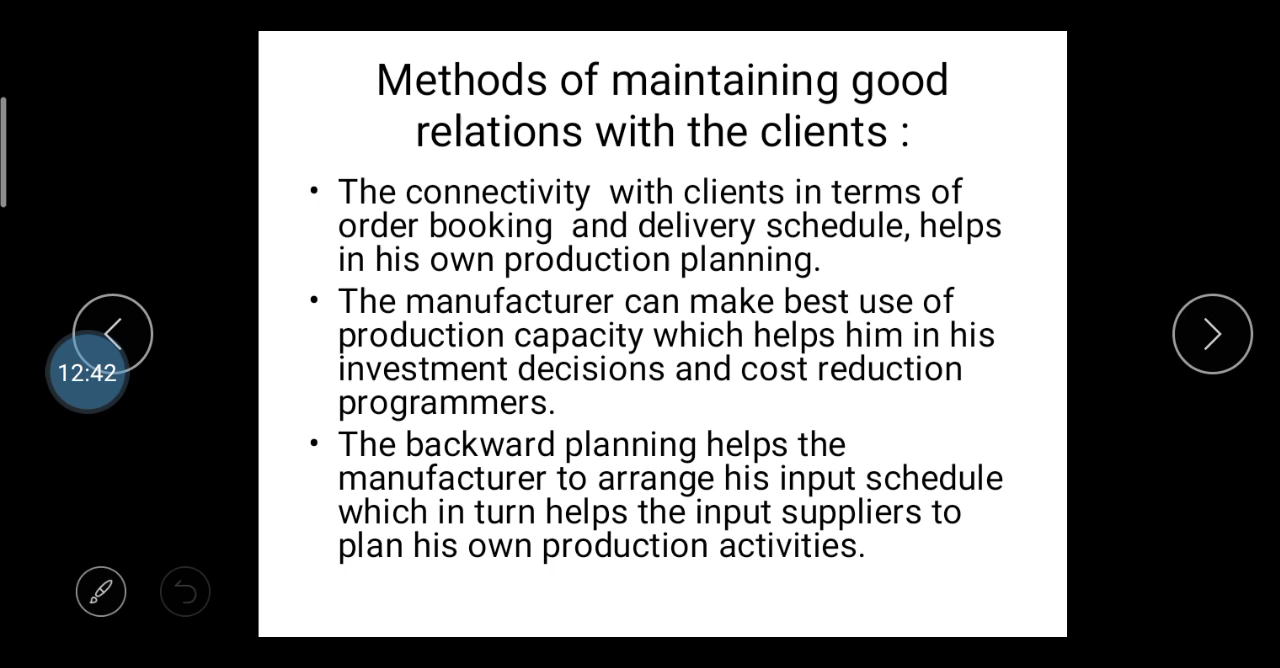 Methods of maintaining good
relations with the clients :
• The connectivity  with clients in terms of
order booking  and delivery schedule, helps
in his own production planning.
• The manufacturer can make best use of
production capacity which helps him in his
investment decisions and cost reduction
programmers.
• The backward planning helps the
manufacturer to arrange his input schedule
which in turn helps the input suppliers to
plan his own production activities.
12:42